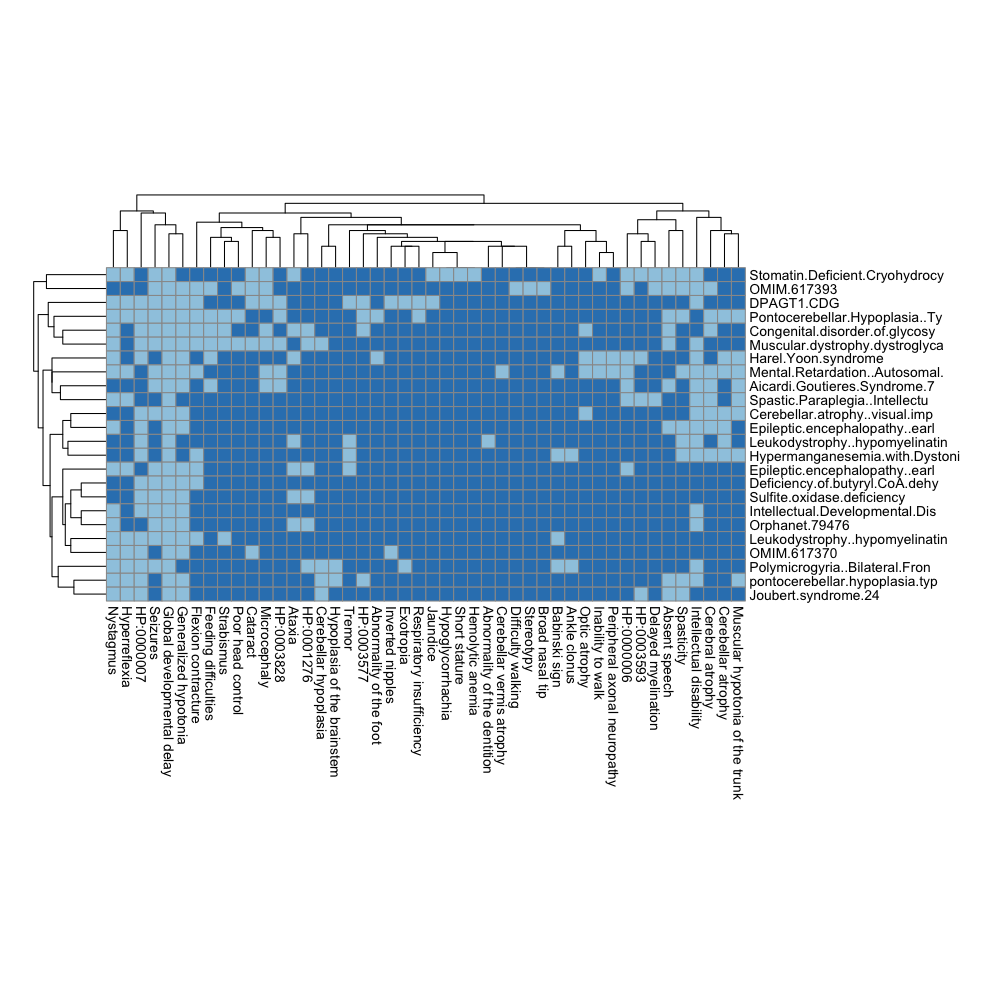 Stomatin.Deficient.Cryohydrocy
OMIM.617393
DPAGT1.CDG
Pontocerebellar.Hypoplasia..Ty
Congenital.disorder.of.glycosy
Muscular.dystrophy.dystroglyca
Harel.Yoon.syndrome
Mental.Retardation..Autosomal.
Aicardi.Goutieres.Syndrome.7
Spastic.Paraplegia..Intellectu
Cerebellar.atrophy..visual.imp
Epileptic.encephalopathy..earl
Leukodystrophy..hypomyelinatin
Hypermanganesemia.with.Dystoni
Epileptic.encephalopathy..earl
Deficiency.of.butyryl.CoA.dehy
Sulfite.oxidase.deficiency
Intellectual.Developmental.Dis
Orphanet.79476
Leukodystrophy..hypomyelinatin
OMIM.617370
Polymicrogyria..Bilateral.Fron
pontocerebellar.hypoplasia.typ
Joubert.syndrome.24
Nystagmus
Hyperreflexia
HP:0000007
Seizures
Global developmental delay
Generalized hypotonia
Flexion contracture
Feeding difficulties
Strabismus
Poor head control
Cataract
Microcephaly
HP:0003828
Ataxia
HP:0001276
Cerebellar hypoplasia
Hypoplasia of the brainstem
Tremor
HP:0003577
Abnormality of the foot
Inverted nipples
Exotropia
Respiratory insufficiency
Jaundice
Hypoglycorrhachia
Short stature
Hemolytic anemia
Abnormality of the dentition
Cerebellar vermis atrophy
Difficulty walking
Stereotypy
Broad nasal tip
Babinski sign
Ankle clonus
Optic atrophy
Inability to walk
Peripheral axonal neuropathy
HP:0000006
HP:0003593
Delayed myelination
Absent speech
Spasticity
Intellectual disability
Cerebral atrophy
Cerebellar atrophy
Muscular hypotonia of the trunk